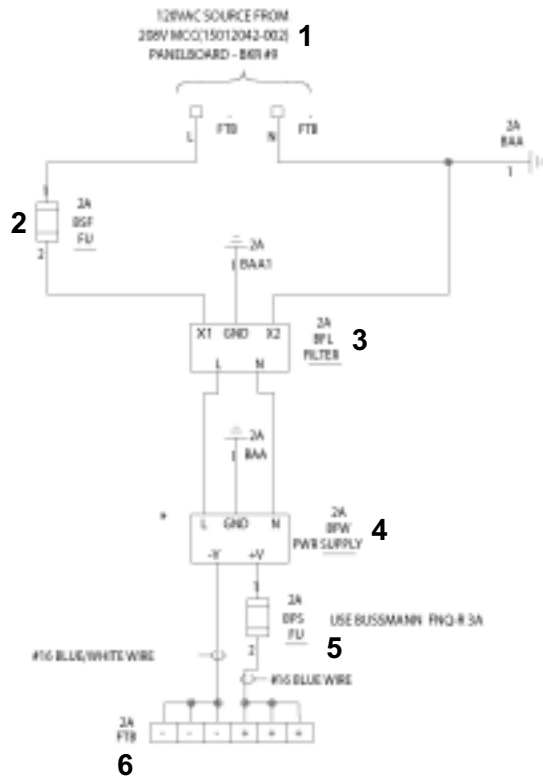 120VAC SOURCE FROM
208V MCC(15012042-002)
PANELBOARD - BKR #9
1
L
FTB
N
FTB
2A
BAA
1
1
2
2A
BSF
FU
2
2A
1 BAA1
X1 GND X2
L N
2A
BFL
FILTER
3
2A
1 BAA
*
L GND N
-V +V
2A
BPW
PWR SUPPLY
4
1
2A
BPS
FU
2
USE BUSSMANN FNQ-R 3A
5
#16 BLUE/WHITE WIRE
#16 BLUE WIRE
2A
FTB
- - - + + +
6